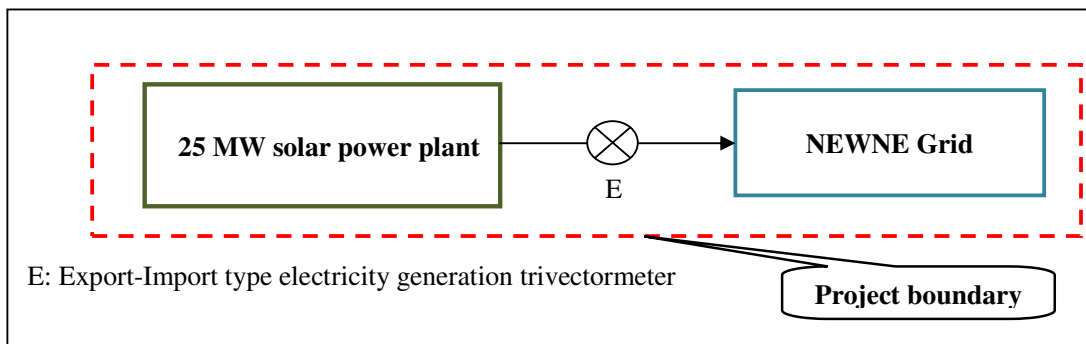 25 MW solar power plant
NEWNE Grid
E
E: Export-Import type electricity generation trivectormeter
Project boundary